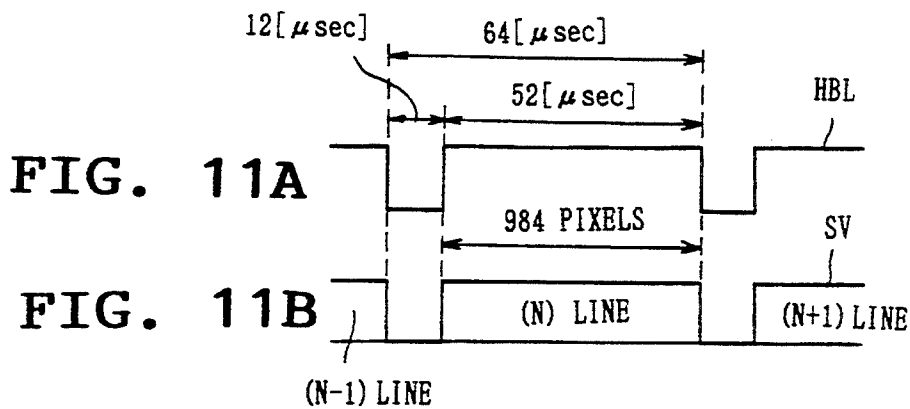 12[μsec]
64[μsec]
52[μsec]
HBL
FIG. 11A
984 PIXELS
SV
FIG. 11B
(N) LINE
(N+1) LINE
(N-1) LINE